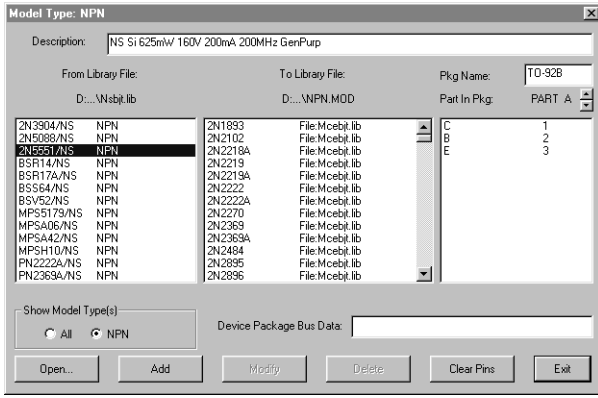 Model Type: NPN
Description: NS Si 625mW 160V 200mA 200MHz GenPurp
From Library File: To Library File: Pkg Name: TO-92B
D:...\Nsbjt.lib D:...\NPN.MOD Part In Pkg: PART A
2N3904/NS NPN 2N1893 File:Mcebjt.lib C 1
2N5088/NS NPN 2N2102 File:Mcebjt.lib B 2
2N5551/NS NPN 2N2218A File:Mcebjt.lib E 3
BSR14/NS NPN 2N2219 File:Mcebjt.lib
BSR17A/NS NPN 2N2219A File:Mcebjt.lib
BSS64/NS NPN 2N2222 File:Mcebjt.lib
BSV52/NS NPN 2N2222A File:Mcebjt.lib
MPS5179/NS NPN 2N2270 File:Mcebjt.lib
MPSA06/NS NPN 2N2369 File:Mcebjt.lib
MPSA42/NS NPN 2N2369A File:Mcebjt.lib
MPSH10/NS NPN 2N2484 File:Mcebjt.lib
PN2222A/NS NPN 2N2895 File:Mcebjt.lib
PN2369A/NS NPN 2N2896 File:Mcebjt.lib
Show Model Type(s)
All NPN Device Package Bus Data:
Open... Add Modify Delete Clear Pins Exit